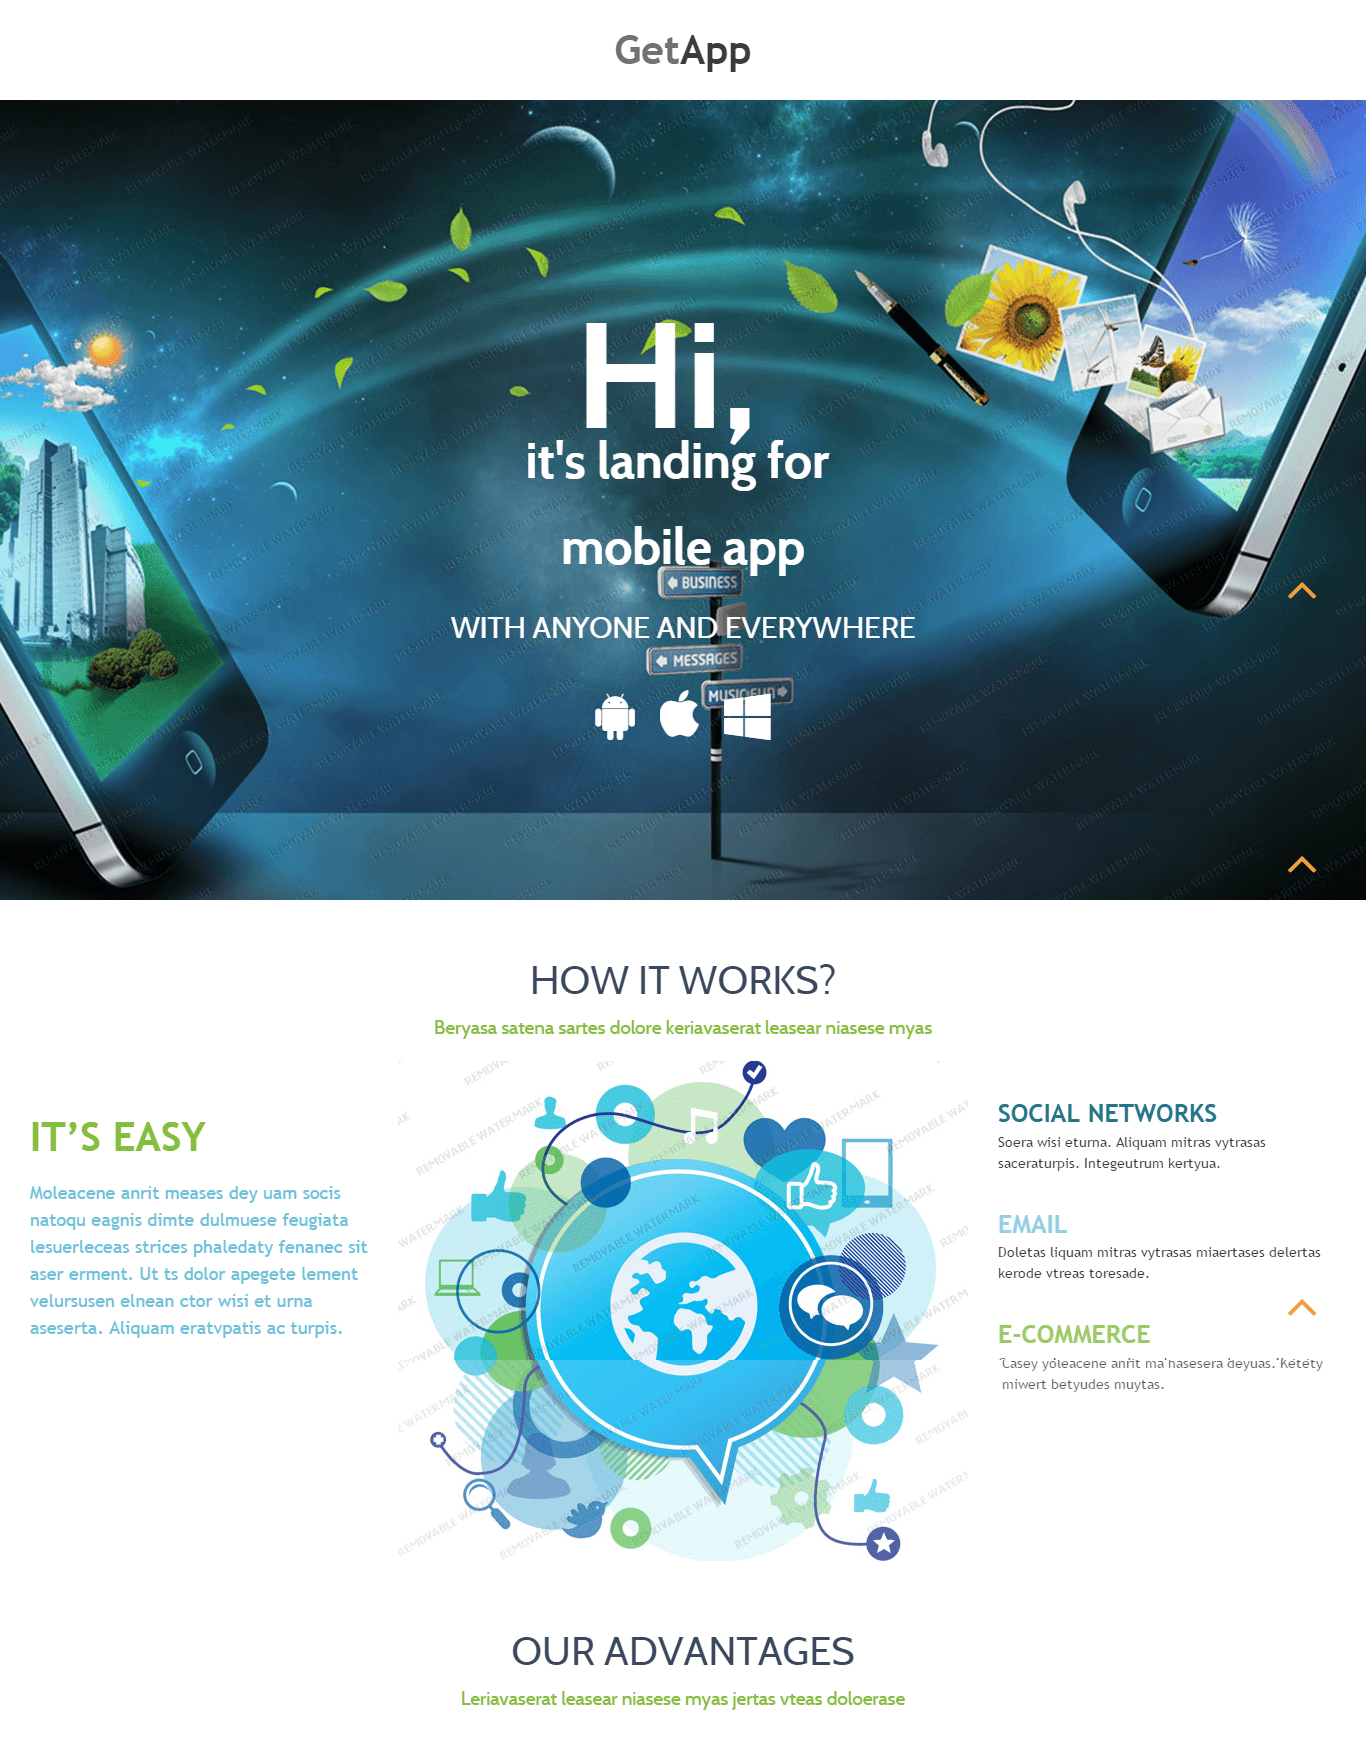 GetApp
Hi,
it's landing for
mobile app
BUSINESS
WITH ANYONE AND EVERYWHERE
MESSAGES
MUSIC FUN
HOW IT WORKS?
Beryasa satena sartes dolore keriavaserat leasear niasese myas
IT’S EASY
Moleacene anrit meases dey uam socis
natoqu eagnis dimte dulmuese feugiata
lesuerleceas strices phaledaty fenanec sit
aser erment. Ut ts dolor apegete lement
velursusen elnean ctor wisi et urna
aseserta. Aliquam eratvpatis ac turpis.
REMOVABLE WATERMARK
SOCIAL NETWORKS
Soera wisi eturna. Aliquam mitras vytrasas
saceraturpis. Integeutrum kertyua.
EMAIL
Doletas liquam mitras vytrasas miaertases delertas
kerode vtreas toresade.
E-COMMERCE
Casey yoleacene anrit ma hasesera deyuas. Ketety
miwert betyudes muytas.
OUR ADVANTAGES
Leriavaserat leasear niasese myas jertas vteas doloerase